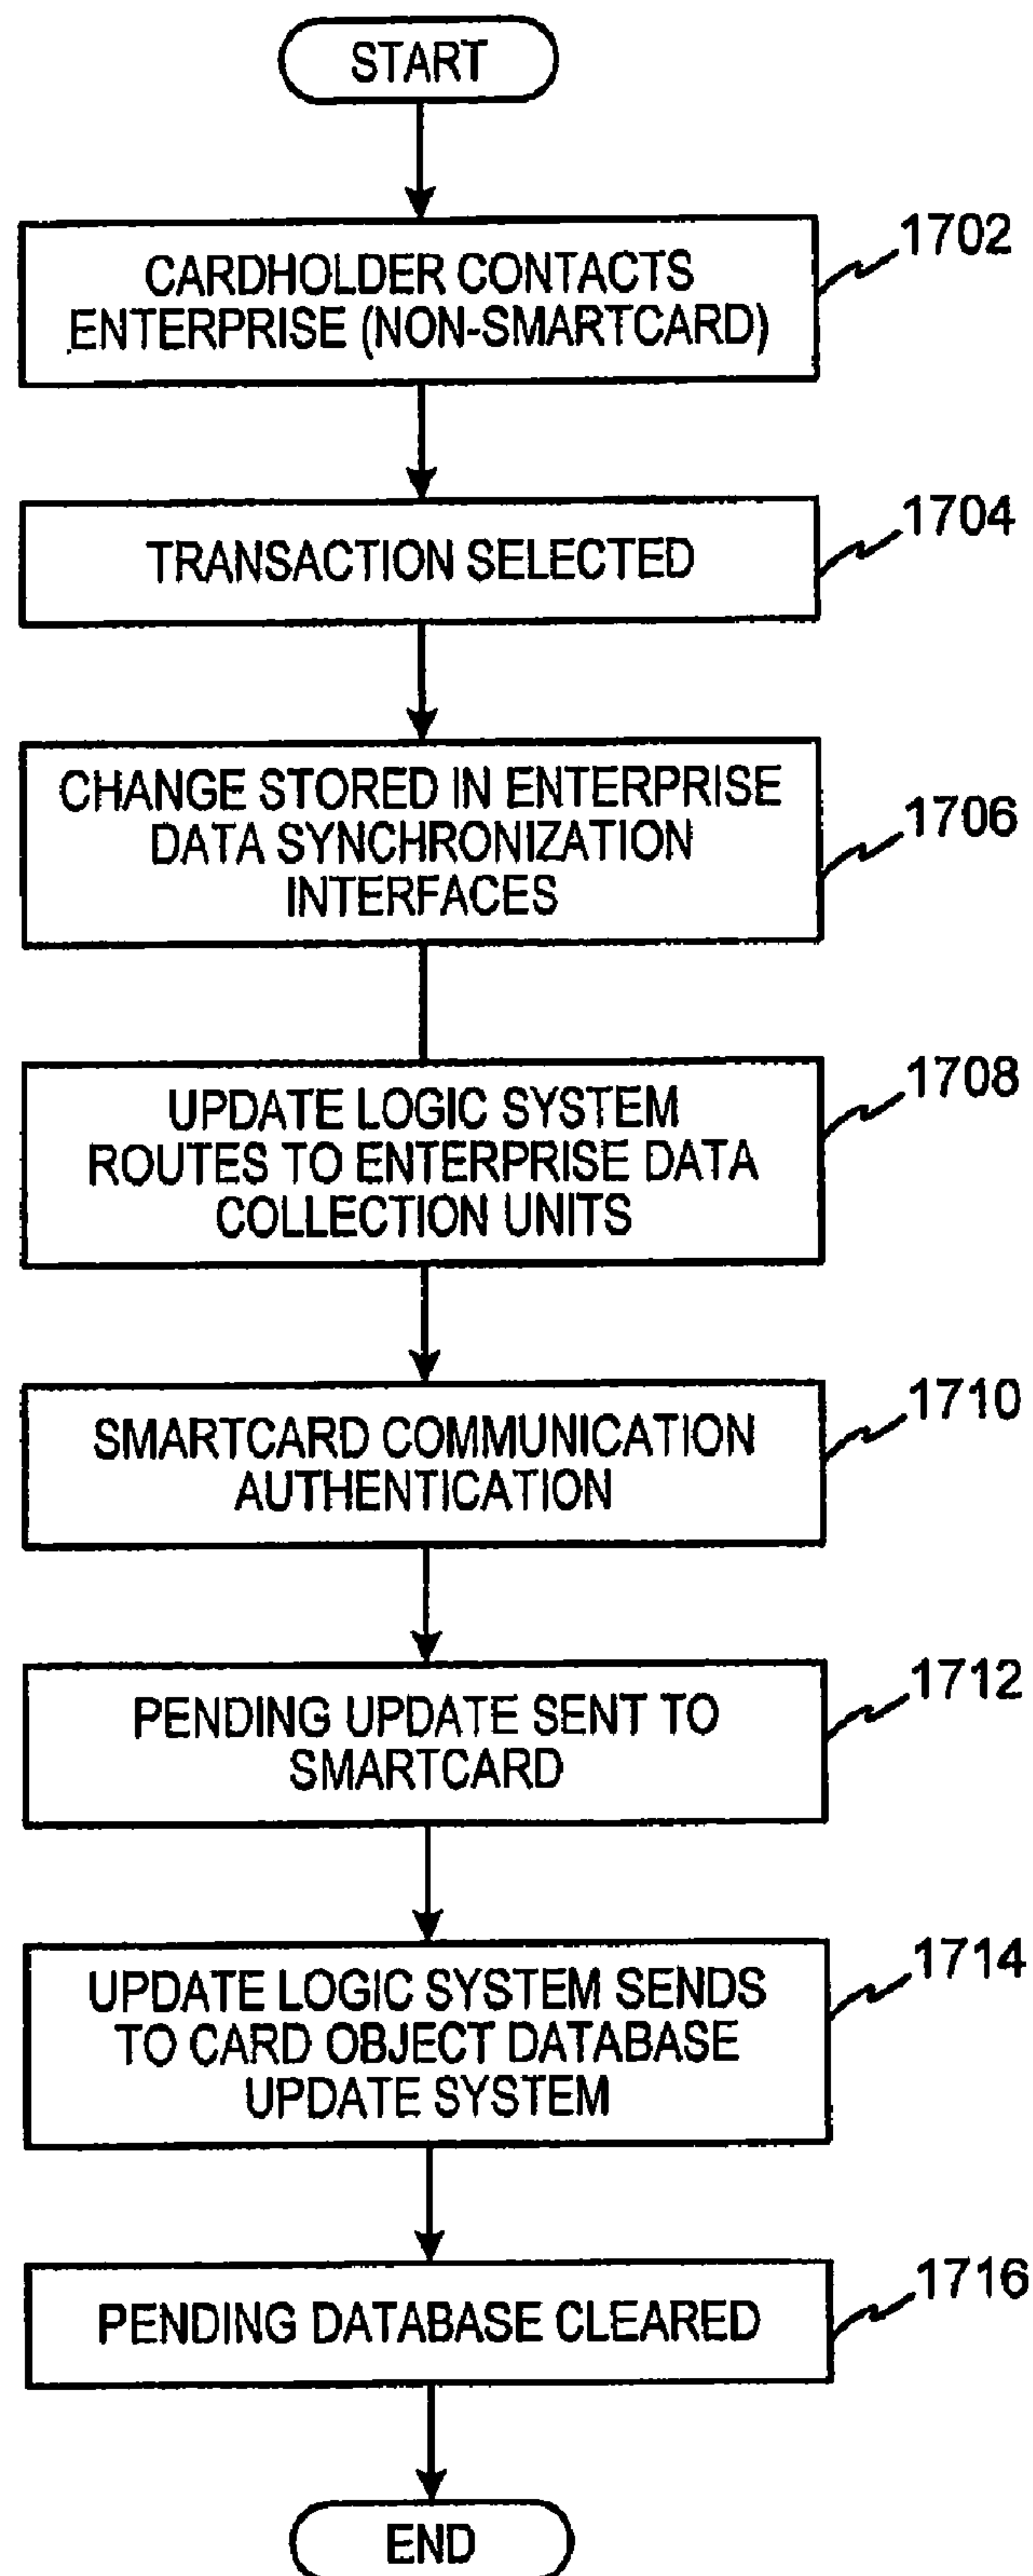 START
CARDHOLDER CONTACTS
ENTERPRISE (NON-SMARTCARD)
1702
TRANSACTION SELECTED
1704
CHANGE STORED IN ENTERPRISE
DATA SYNCHRONIZATION
INTERFACES
1706
UPDATE LOGIC SYSTEM
ROUTES TO ENTERPRISE DATA
COLLECTION UNITS
1708
SMARTCARD COMMUNICATION
AUTHENTICATION
1710
PENDING UPDATE SENT TO
SMARTCARD
1712
UPDATE LOGIC SYSTEM SENDS
TO CARD OBJECT DATABASE
UPDATE SYSTEM
1714
PENDING DATABASE CLEARED
1716
END